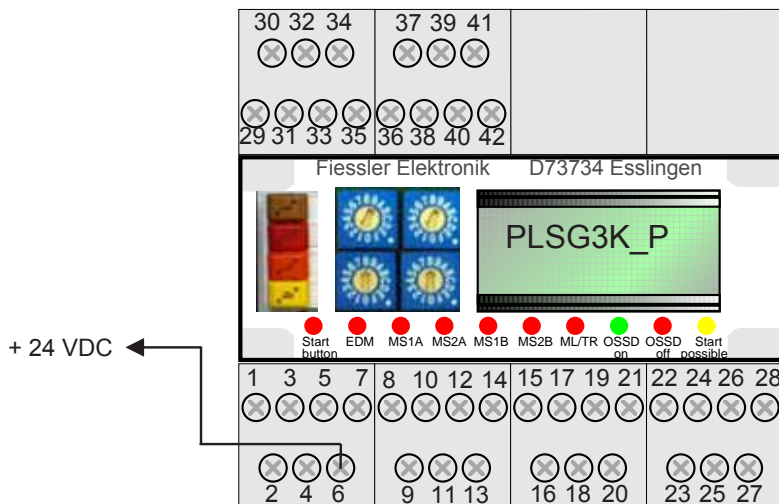 30 32 34 37 39 41
29 31 33 35 36 38 40 42
Fiessler Elektronik D73734 Esslingen
PLSG3K_P
Start button EDM MS1A MS2A MS1B MS2B ML/TR OSSD on OSSD off Start possible
+ 24 VDC
1 3 5 7 8 10 12 14 15 17 19 21 22 24 26 28
2 4 6 9 11 13 16 18 20 23 25 27